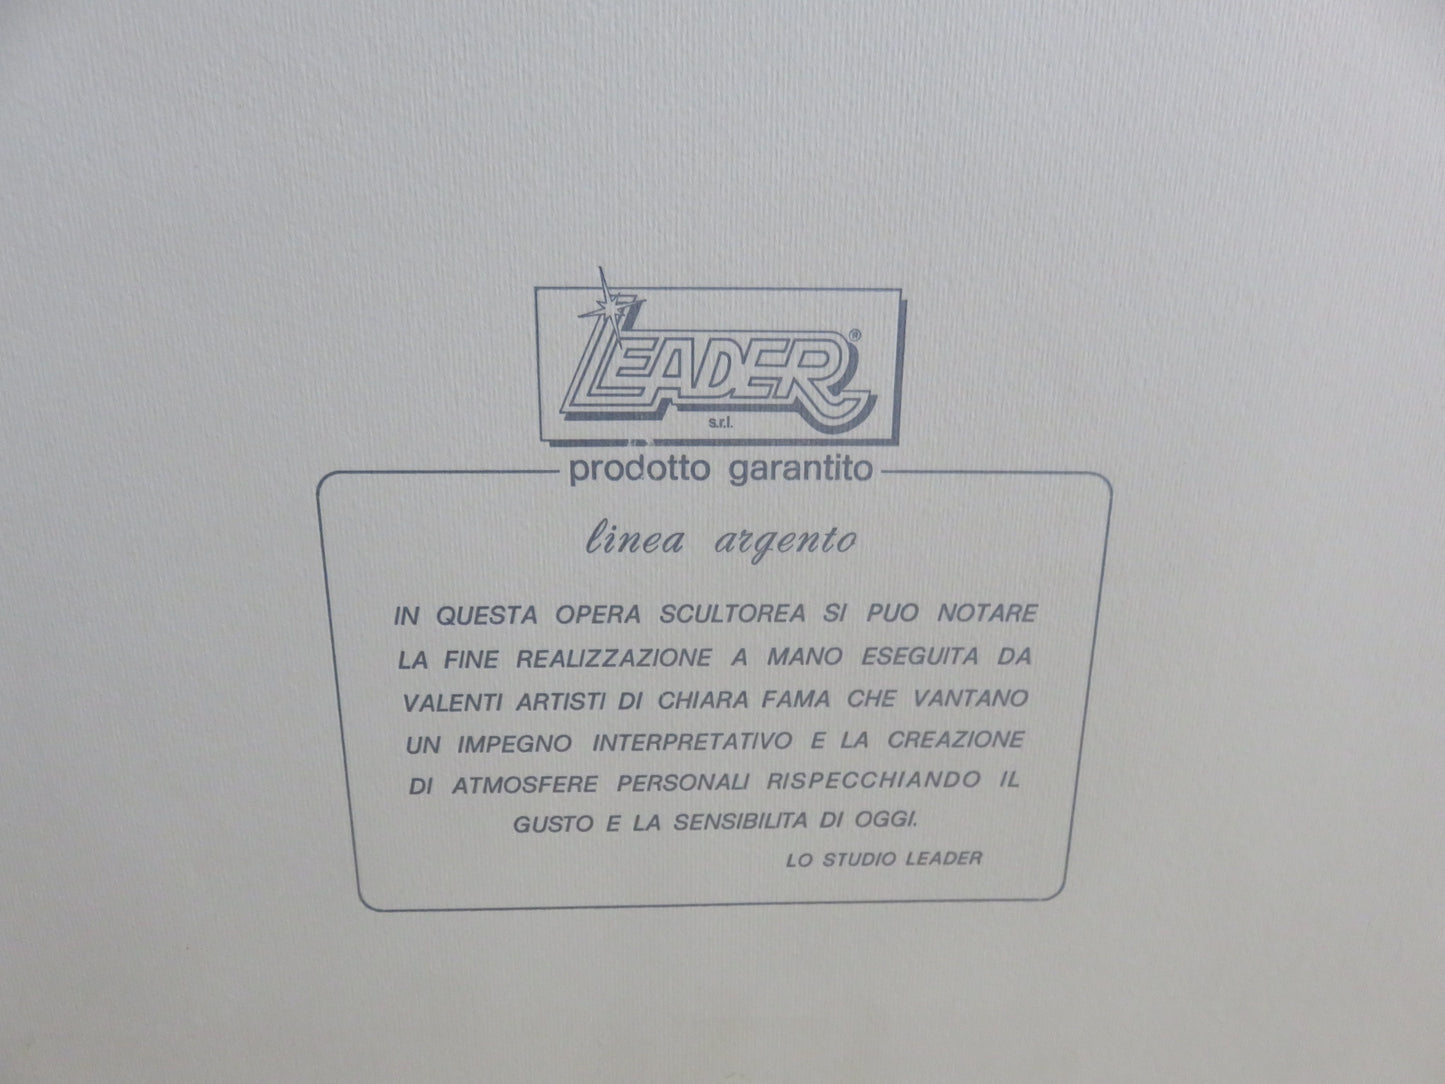 LEADER®
s.r.l.
prodotto garantito
linea argento
IN QUESTA OPERA SCULTOREA SI PUO NOTARE
LA FINE REALIZZAZIONE A MANO ESEGUITA DA
VALENTI ARTISTI DI CHIARA FAMA CHE VANTANO
UN IMPEGNO INTERPRETATIVO E LA CREAZIONE
DI ATMOSFERE PERSONALI RISPECCHIANDO IL
GUSTO E LA SENSIBILITA DI OGGI.
LO STUDIO LEADER